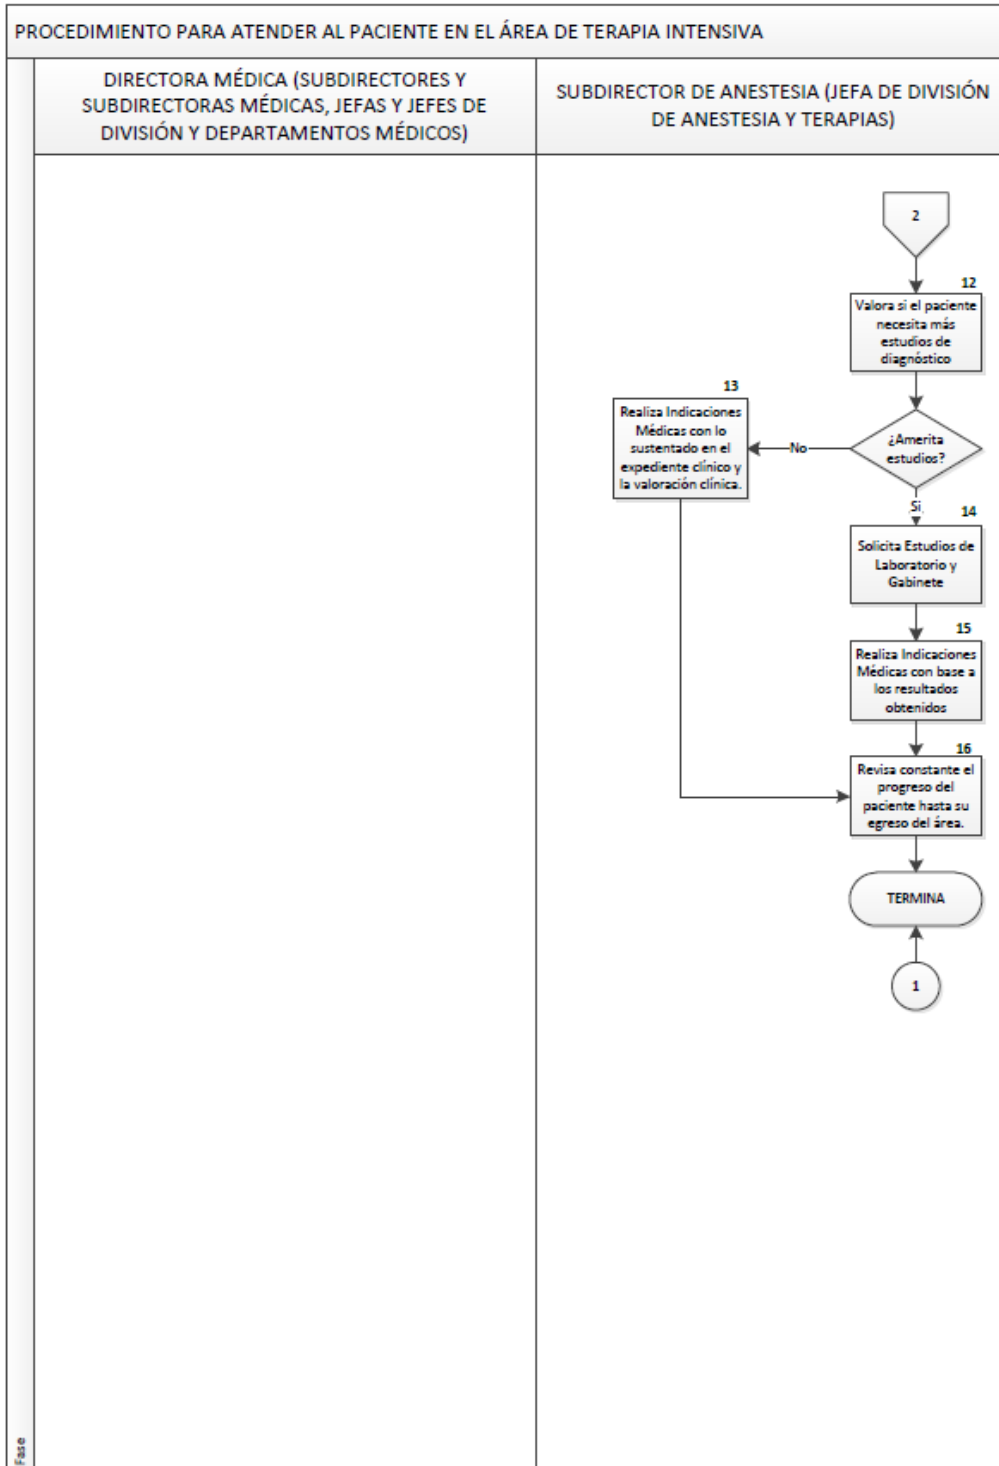 PROCEDIMIENTO PARA ATENDER AL PACIENTE EN EL ÁREA DE TERAPIA INTENSIVA
DIRECTORA MÉDICA (SUBDIRECTORES Y
SUBDIRECTORAS MÉDICAS, JEFAS Y JEFES DE
DIVISIÓN Y DEPARTAMENTOS MÉDICOS)
SUBDIRECTOR DE ANESTESIA (JEFA DE DIVISIÓN
DE ANESTESIA Y TERAPIAS)
2
12
Valora si el paciente
necesita más
estudios de
diagnóstico
¿Amerita
estudios?
No
13
Realiza Indicaciones
Médicas con lo
sustentado en el
expediente clínico y
la valoración clínica.
Si
14
Solicita Estudios de
Laboratorio y
Gabinete
15
Realiza Indicaciones
Médicas con base a
los resultados
obtenidos
16
Revisa constante el
progreso del
paciente hasta su
egreso del área.
TERMINA
1
Fase